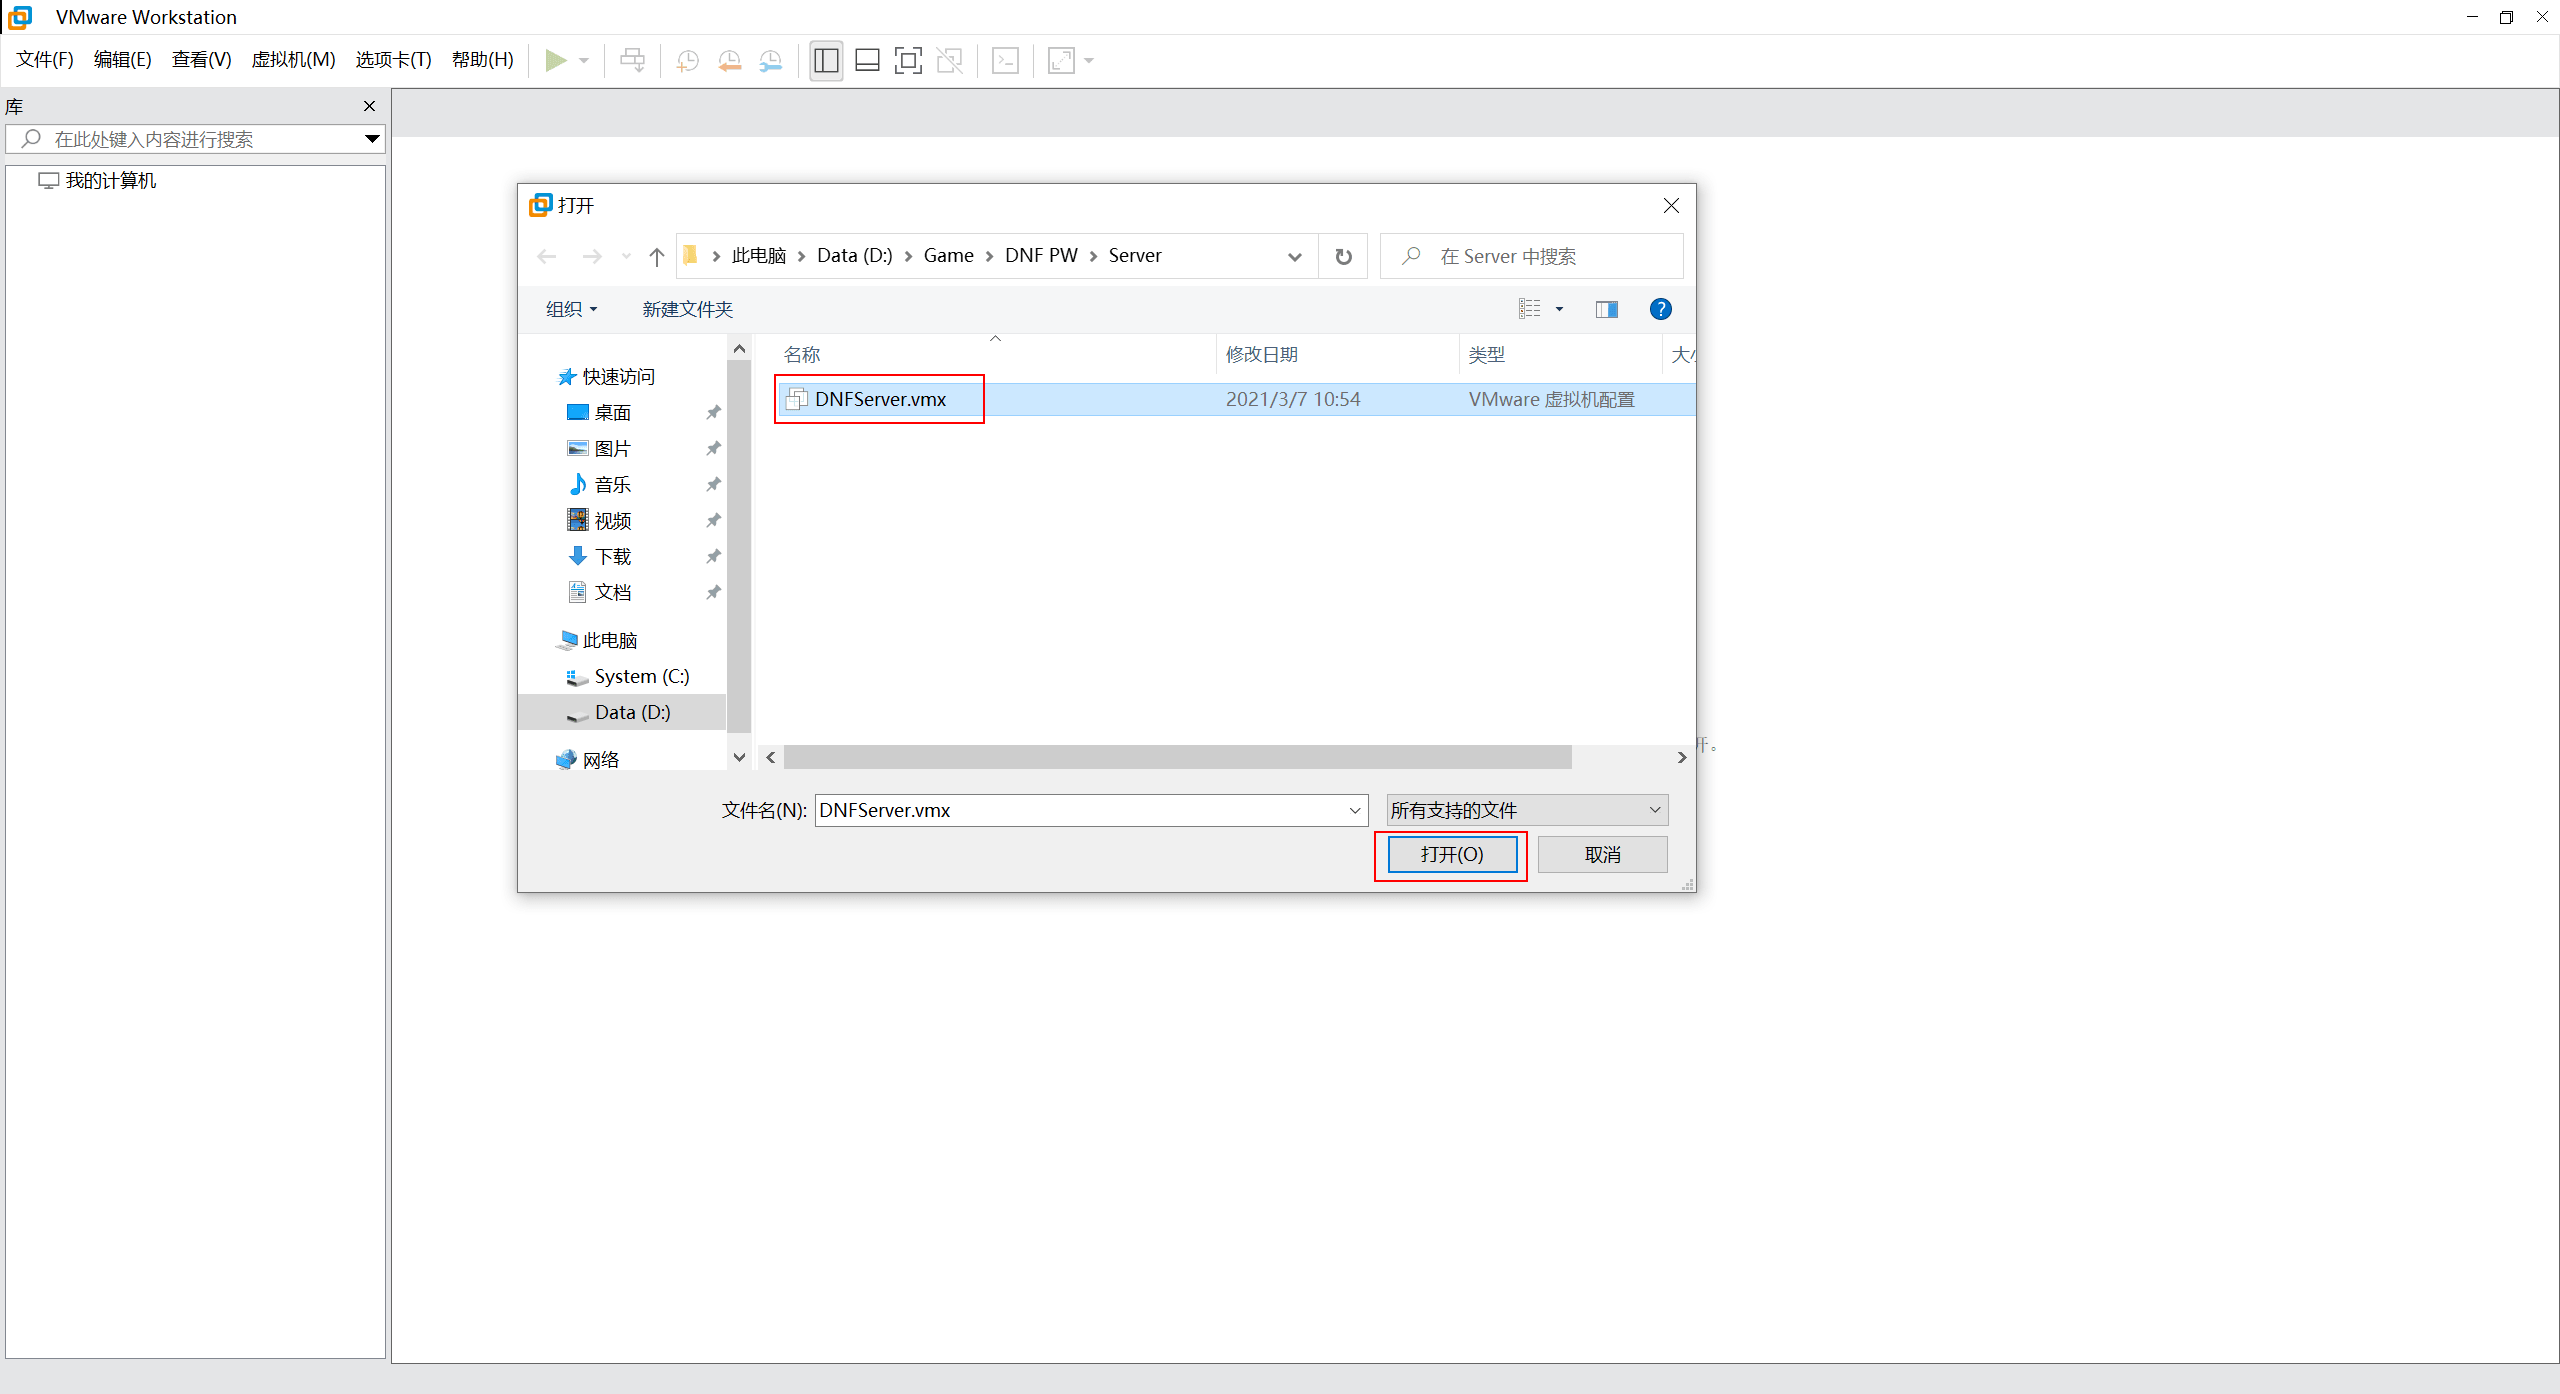 VMware Workstation
文件(F) 编辑(E) 查看(V) 虚拟机(M) 选项卡(T) 帮助(H)
库
在此处键入内容进行搜索
我的计算机
打开
此电脑 Data (D:) Game DNF PW Server
在 Server 中搜索
组织 新建文件夹
名称 修改日期 类型 大小
DNFServer.vmx 2021/3/7 10:54 VMware 虚拟机配置
快速访问
桌面
图片
音乐
视频
下载
文档
此电脑
System (C:)
Data (D:)
网络
开。
文件名(N): DNFServer.vmx 所有支持的文件
打开(O) 取消